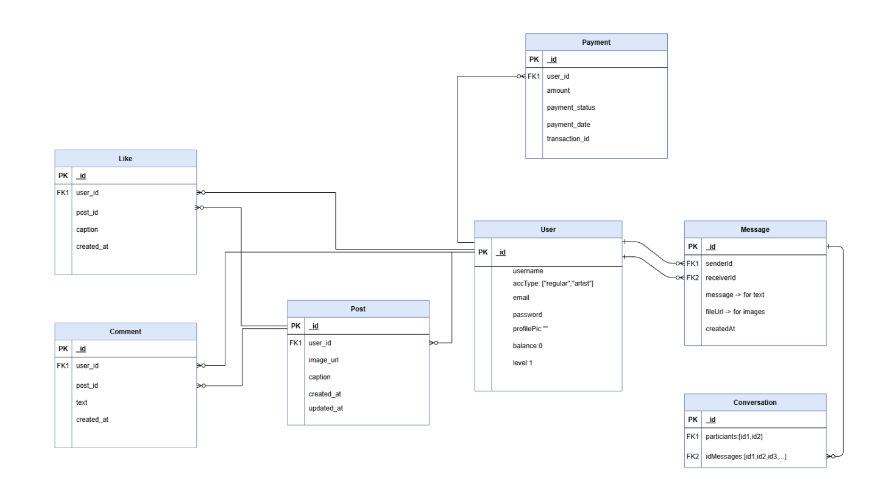 Payment
PK _id
FK1 user_id
amount
payment_status
payment_date
transaction_id
Like
PK _id
FK1 user_id
post_id
caption
created_at
User
PK _id
username
accType: ["regular","artist"]
email
password
profilePic:""
balance:0
level:1
Message
PK _id
FK1 senderId
FK2 receiverId
message -> for text
fileUrl -> for images
createdAt
Post
PK _id
FK1 user_id
image_url
caption
created_at
updated_at
Comment
PK _id
FK1 user_id
post_id
text
created_at
Conversation
PK _id
FK1 particiants:[id1,id2]
FK2 idMessages:[id1,id2,id3,...]